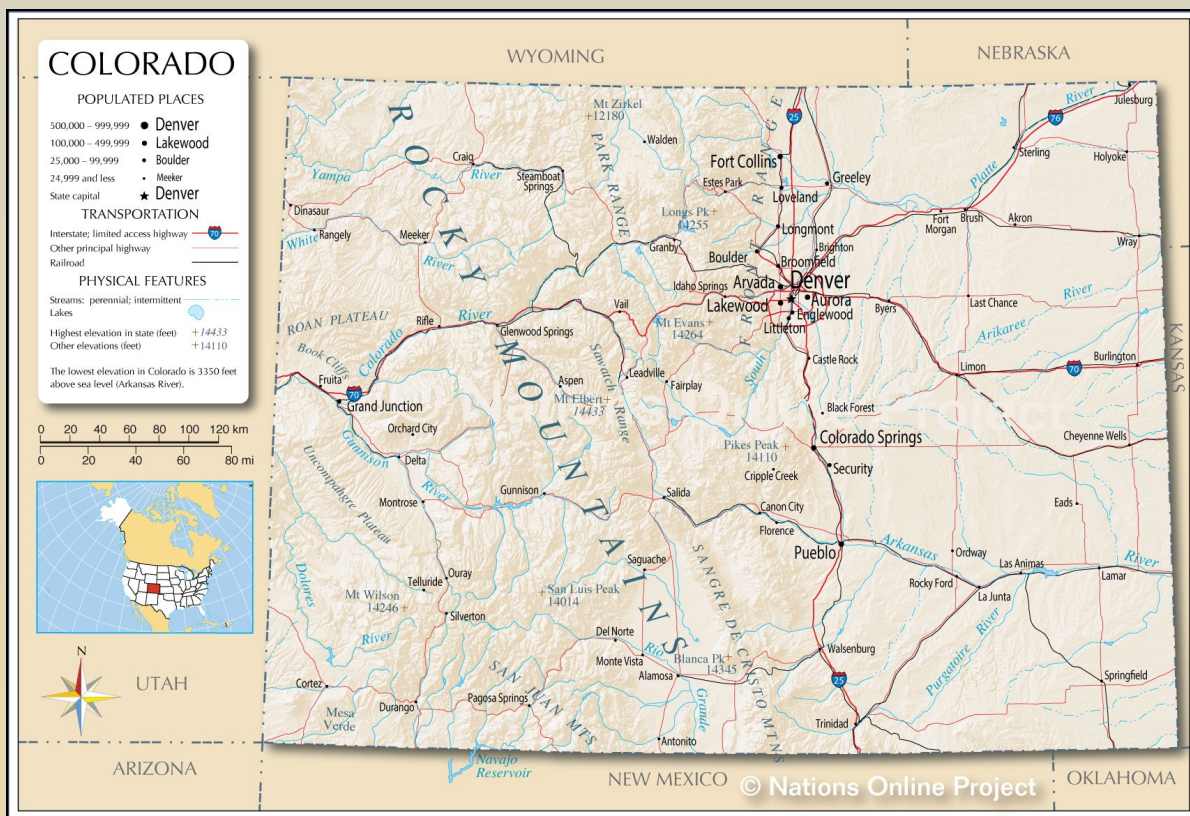 COLORADO
POPULATED PLACES
500,000 – 999,999 Denver
100,000 – 499,999 Lakewood
25,000 – 99,999 Boulder
24,999 and less Meeker
State capital Denver
TRANSPORTATION
Interstate; limited access highway 70
Other principal highway
Railroad
PHYSICAL FEATURES
Streams: perennial; intermittent
Lakes
Highest elevation in state (feet) +14433
Other elevations (feet) +14110
The lowest elevation in Colorado is 3350 feet
above sea level (Arkansas River).
0 20 40 60 80 100 120 km
0 20 40 60 80 mi
N
WYOMING
NEBRASKA
KANSAS
OKLAHOMA
NEW MEXICO
ARIZONA
UTAH
ROCKY MOUNTAINS
Mt Zirkel
+12180
PARK RANGE
FRONT RANGE
25
76
River
Julesburg
Walden
Craig
Yampa
River
Steamboat
Springs
Fort Collins
Estes Park
Loveland
Greeley
Platte
Sterling
Holyoke
Dinasaur
White
Rangely
Meeker
River
Longs Pk+
14255
Granby
Longmont
Boulder
Brighton
Broomfield
Fort
Morgan
Brush
Akron
Wray
Idaho Springs
Arvada
Denver
Lakewood
Aurora
Englewood
Littleton
Byers
Last Chance
River
Arikaree
ROAN PLATEAU
Book Cliffs
Colorado
River
Rifle
Glenwood Springs
Vail
Mt Evans +
14264
South
Castle Rock
Limon
70
Burlington
Fruita
70
Grand Junction
Aspen
Mt Elbert+
14433
Sawatch Range
Leadville
Fairplay
Black Forest
Orchard City
Gunnison
River
Delta
Uncompahgre Plateau
Montrose
Gunnison
Pikes Peak +
14110
Cripple Creek
Colorado Springs
Security
Cheyenne Wells
Eads
Salida
Canon City
Florence
Pueblo
Arkansas
River
Ordway
Rocky Ford
Las Animas
La Junta
Lamar
Dolores
River
Telluride
Ouray
Mt Wilson
14246+
Silverton
San Luis Peak
+14014
Saguache
SANGRE DE CRISTO MTNS
Del Norte
Monte Vista
Rio
Grande
Blanca Pk+
14345
Alamosa
Walsenburg
25
Purgatoire
River
Springfield
Cortez
Mesa
Verde
Durango
Pagosa Springs
SAN JUAN MTS
Antonito
Trinidad
Navajo
Reservoir
© Nations Online Project